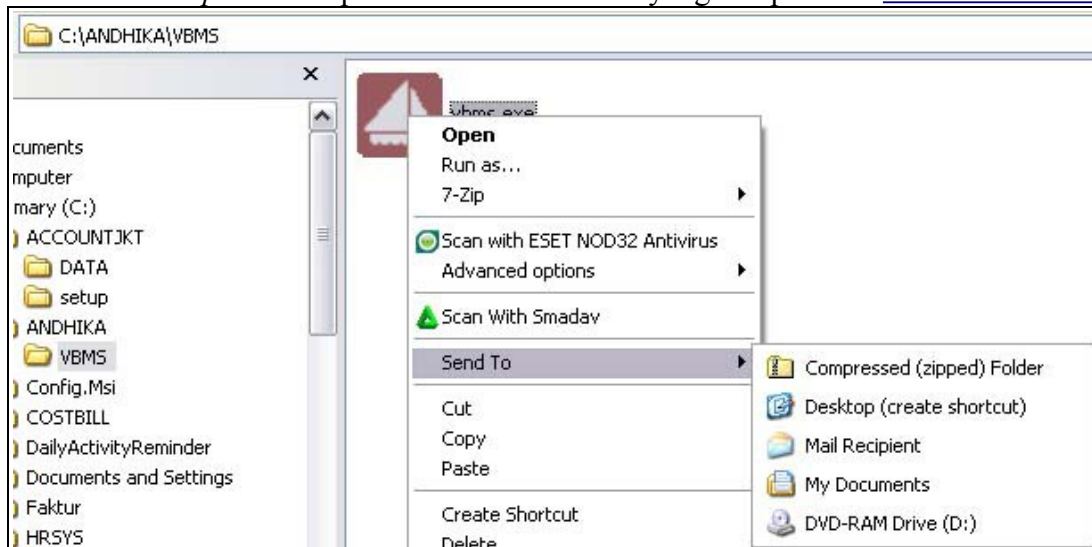 C:\ANDHIKA\VBMS
cuments
mputer
mary (C:)
ACCOUNTJKT
DATA
setup
ANDHIKA
VBMS
Config.Msi
COSTBILL
DailyActivityReminder
Documents and Settings
Faktur
HRSYS
vbms.exe
Open
Run as...
7-Zip
Scan with ESET NOD32 Antivirus
Advanced options
Scan With Smadav
Send To
Cut
Copy
Paste
Create Shortcut
Delete
Compressed (zipped) Folder
Desktop (create shortcut)
Mail Recipient
My Documents
DVD-RAM Drive (D:)